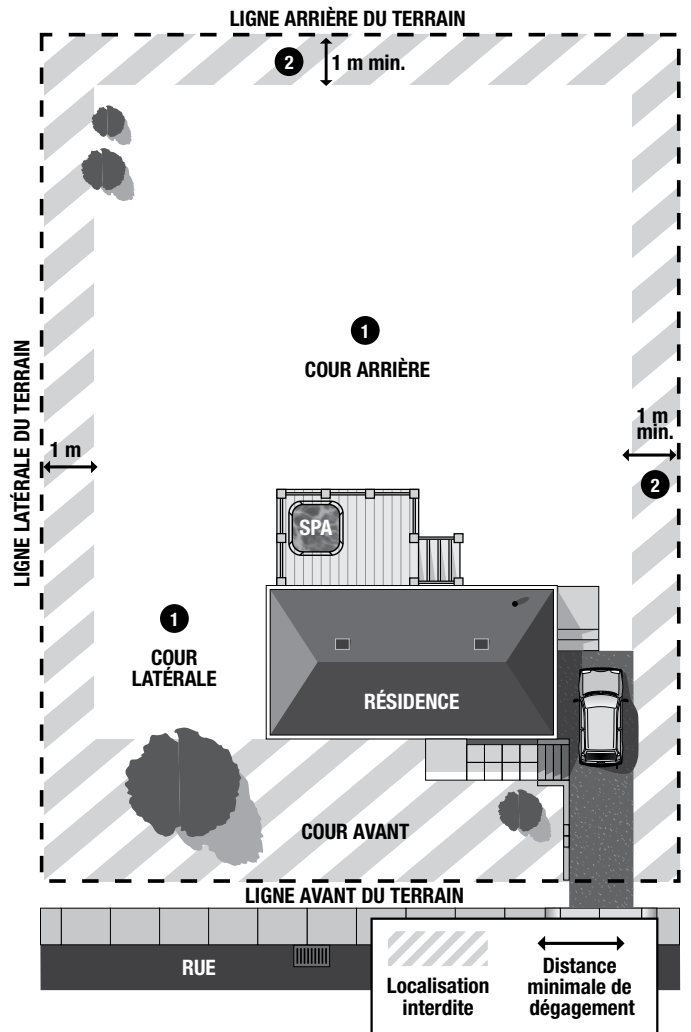 LIGNE ARRIÈRE DU TERRAIN
2
1 m min.
LIGNE LATÉRALE DU TERRAIN
1
COUR ARRIÈRE
1 m
1 m
min.
2
SPA
1
COUR
LATÉRALE
RÉSIDENCE
COUR AVANT
LIGNE AVANT DU TERRAIN
RUE
Localisation
interdite
Distance
minimale de
dégagement